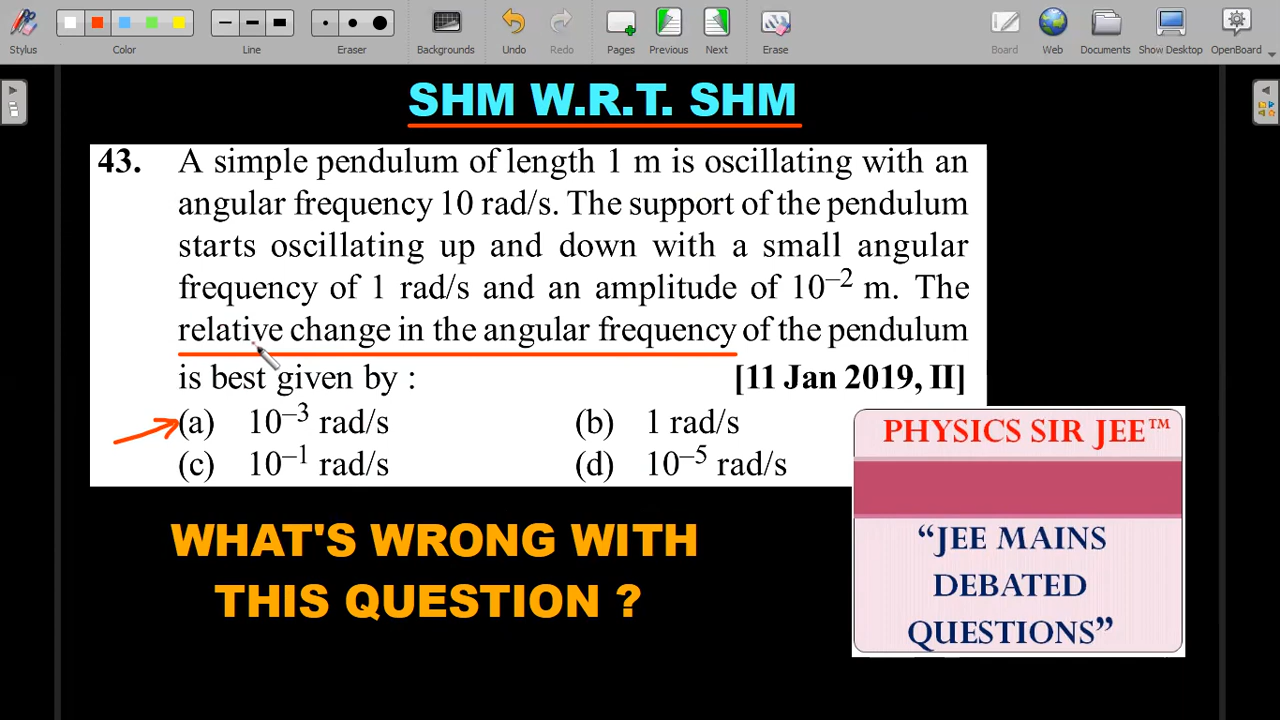 Stylus
Color
Line
Eraser
Backgrounds
Undo
Redo
Pages
Previous
Next
Erase
Board
Web
Documents
Show Desktop
OpenBoard
SHM W.R.T. SHM
43. A simple pendulum of length 1 m is oscillating with an
angular frequency 10 rad/s. The support of the pendulum
starts oscillating up and down with a small angular
frequency of 1 rad/s and an amplitude of 10⁻² m. The
relative change in the angular frequency of the pendulum
is best given by : [11 Jan 2019, II]
(a) 10⁻³ rad/s (b) 1 rad/s
(c) 10⁻¹ rad/s (d) 10⁻⁵ rad/s
PHYSICS SIR JEE™
“JEE MAINS
DEBATED
QUESTIONS”
WHAT'S WRONG WITH
THIS QUESTION ?